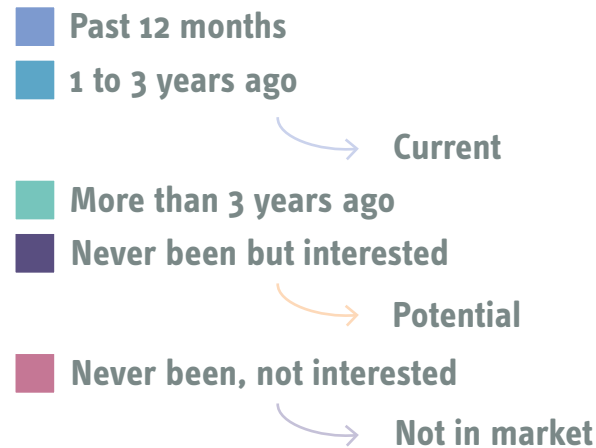 Past 12 months
1 to 3 years ago
Current
More than 3 years ago
Never been but interested
Potential
Never been, not interested
Not in market